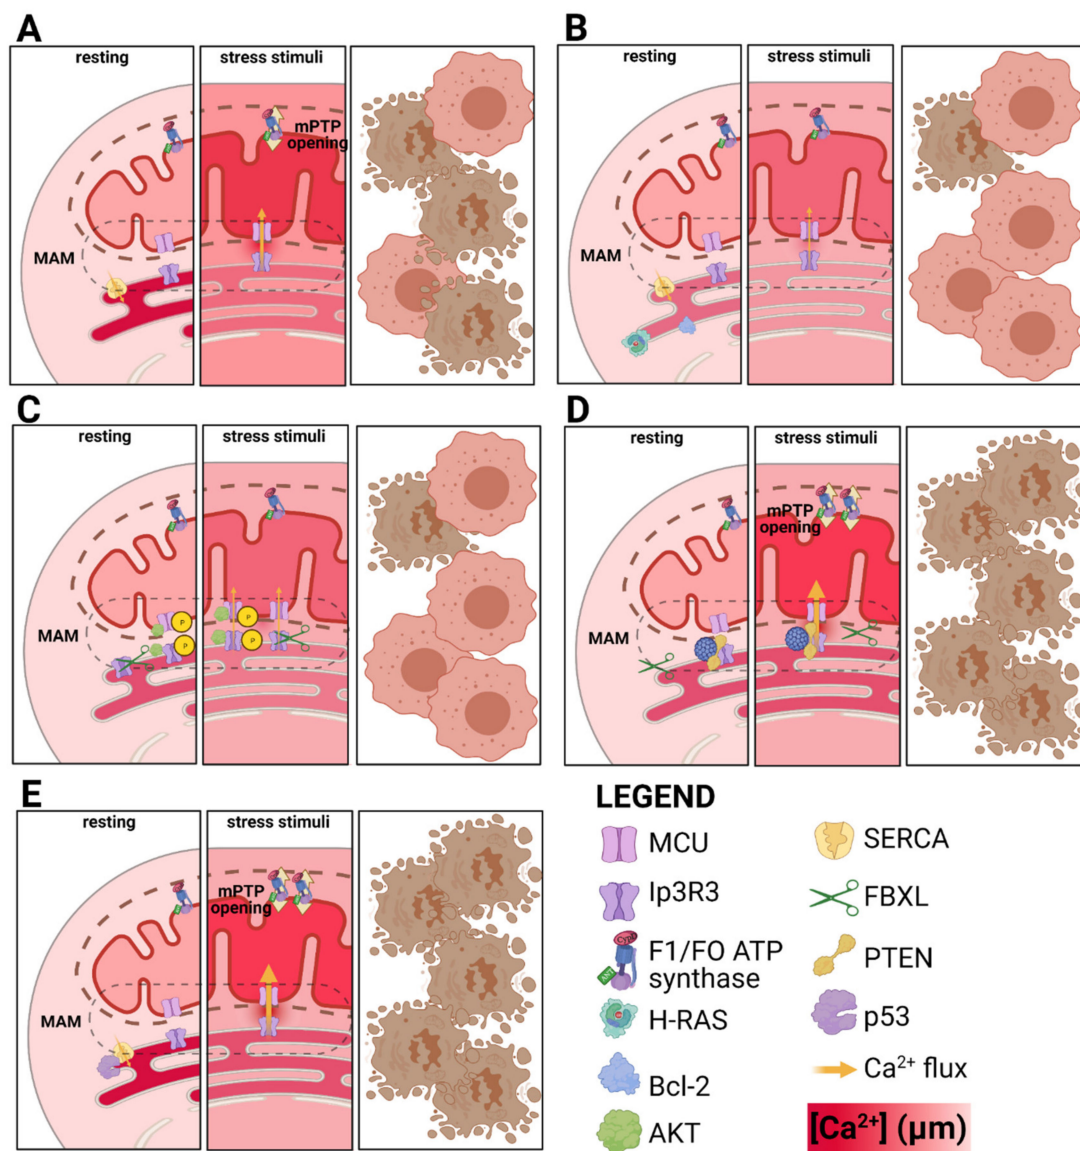 A
resting
stress stimuli
mPTP
opening
MAM
B
resting
stress stimuli
MAM
C
resting
stress stimuli
P
P
P
P
MAM
D
resting
stress stimuli
mPTP
opening
MAM
E
resting
stress stimuli
mPTP
opening
MAM
LEGEND
MCU
Ip3R3
CypD
ANT
F1/FO ATP
synthase
H-RAS
Bcl-2
AKT
SERCA
FBXL
PTEN
p53
Ca²⁺ flux
[Ca²⁺] (μm)